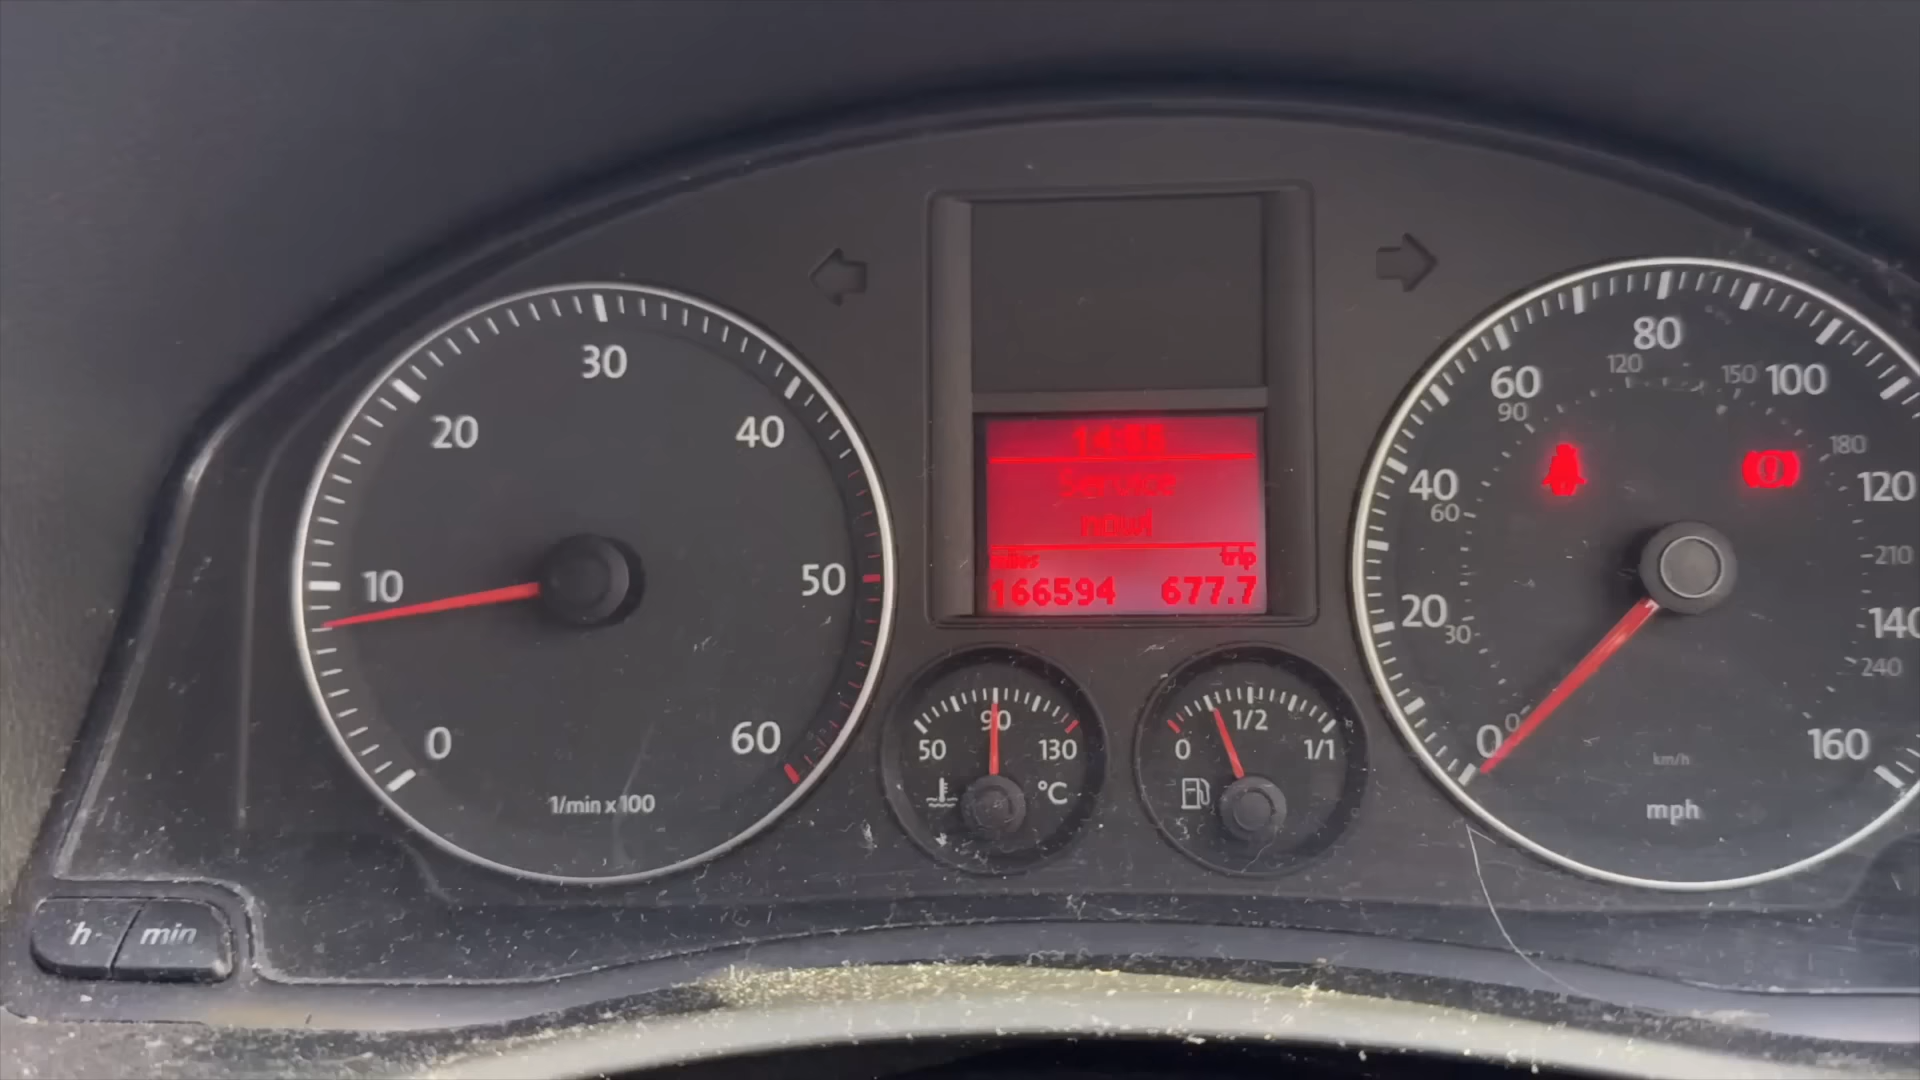 30
20
40
10
50
0
60
1/min x 100
Service
now!
miles trip
166594 677.7
50 90 130
°C
0 1/2 1/1
80
60 100
120 150
90
180
40 120
60
210
20 140
30
240
0 160
0
km/h
mph
h min